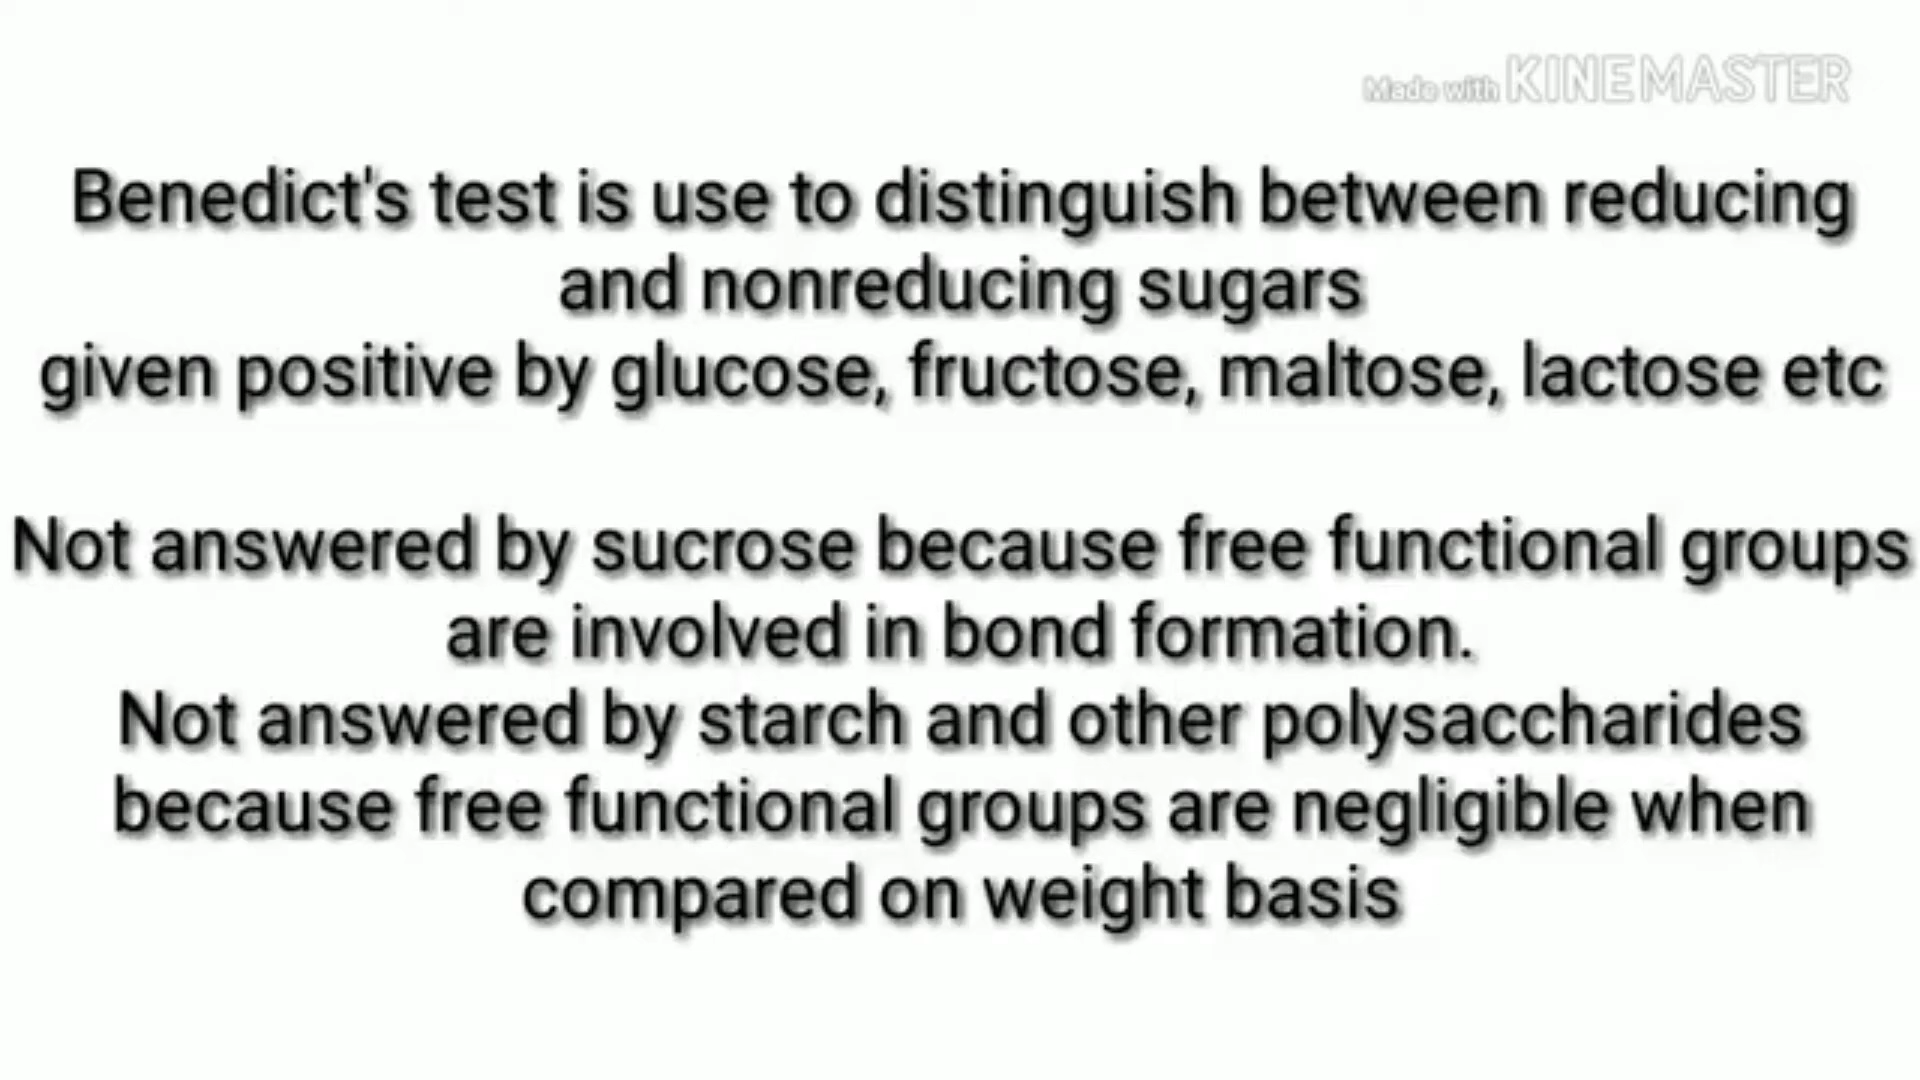 Made with KINEMASTER
Benedict's test is use to distinguish between reducing
and nonreducing sugars
given positive by glucose, fructose, maltose, lactose etc
Not answered by sucrose because free functional groups
are involved in bond formation.
Not answered by starch and other polysaccharides
because free functional groups are negligible when
compared on weight basis